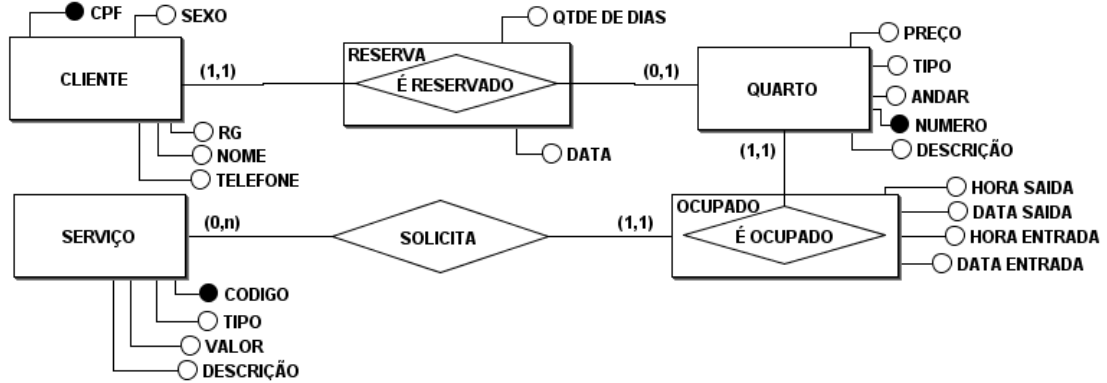 CPF
SEXO
QTDE DE DIAS
PREÇO
RESERVA
CLIENTE
(1,1)
É RESERVADO
(0,1)
QUARTO
TIPO
ANDAR
NUMERO
RG
NOME
DATA
(1,1)
DESCRIÇÃO
TELEFONE
HORA SAIDA
OCUPADO
DATA SAIDA
SERVIÇO
(0,n)
SOLICITA
(1,1)
É OCUPADO
HORA ENTRADA
DATA ENTRADA
CODIGO
TIPO
VALOR
DESCRIÇÃO